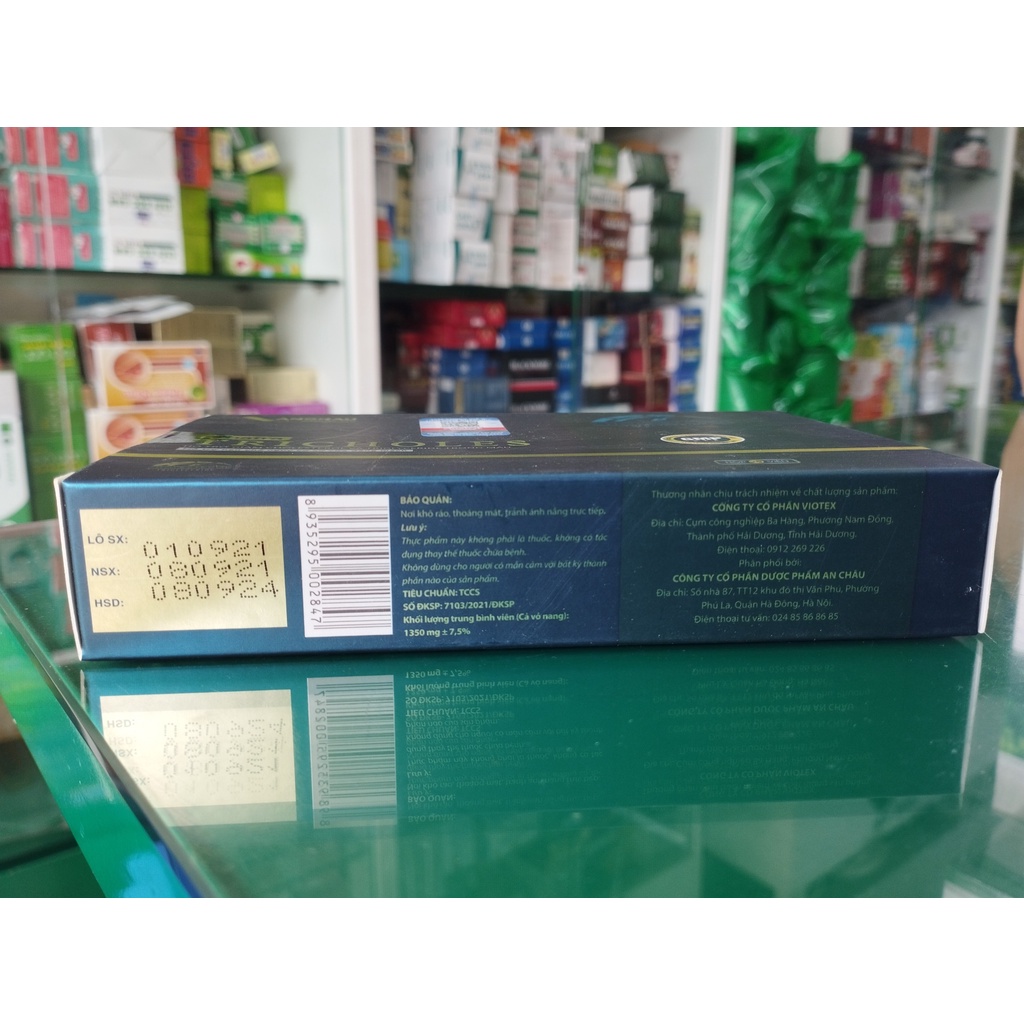 GMP
LÔ SX: 010921
NSX: 080921
HSD: 080924
8935295002847
BẢO QUẢN:
Nơi khô ráo, thoáng mát, tránh ánh nắng trực tiếp.
Lưu ý:
Thực phẩm này không phải là thuốc, không có tác
dụng thay thế thuốc chữa bệnh.
Không dùng cho người có mẫn cảm với bất kỳ thành
phần nào của sản phẩm.
TIÊU CHUẨN: TCCS
SỐ ĐKSP: 7103/2021/ĐKSP
Khối lượng trung bình viên (Cả vỏ nang):
1350 mg ± 7,5%
Thương nhân chịu trách nhiệm về chất lượng sản phẩm:
CÔNG TY CỔ PHẦN VIOTEX
Địa chỉ: Cụm công nghiệp Ba Hàng, Phường Nam Đồng,
Thành phố Hải Dương, Tỉnh Hải Dương.
Điện thoại: 0912 269 226
Phân phối bởi:
CÔNG TY CỔ PHẦN DƯỢC PHẨM AN CHÂU
Địa chỉ: Số nhà 87, TT12 khu đô thị Văn Phú, Phường
Phú La, Quận Hà Đông, Hà Nội.
Điện thoại tư vấn: 024 85 86 86 85